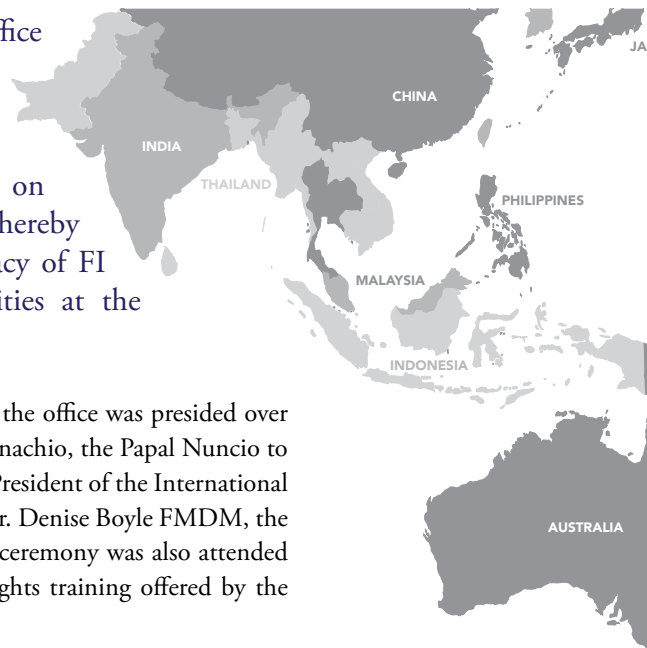 fice
on
hereby
acy of FI
ities at the
the office was presided over
nachio, the Papal Nuncio to
President of the International
r. Denise Boyle FMDM, the
ceremony was also attended
ghts training offered by the
CHINA
JA
INDIA
THAILAND
PHILIPPINES
MALAYSIA
INDONESIA
AUSTRALIA